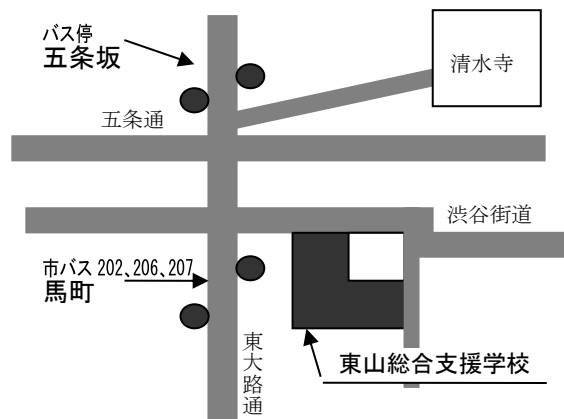 バス停
五条坂
清水寺
五条通
渋谷街道
市バス 202、206、207
馬町
東大路通
東山総合支援学校